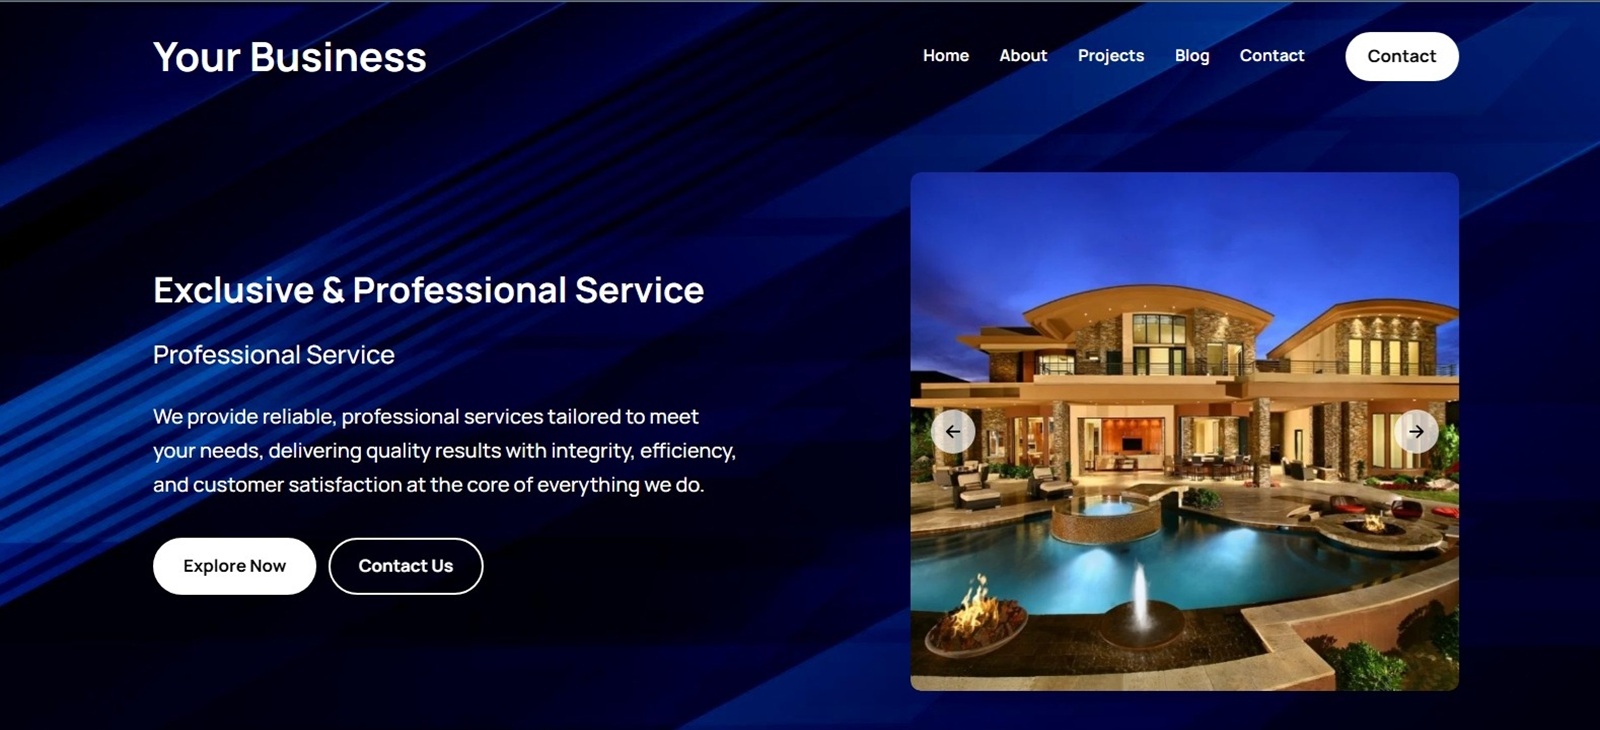 Your Business
Home About Projects Blog Contact Contact
Exclusive & Professional Service
Professional Service
We provide reliable, professional services tailored to meet
your needs, delivering quality results with integrity, efficiency,
and customer satisfaction at the core of everything we do.
Explore Now Contact Us